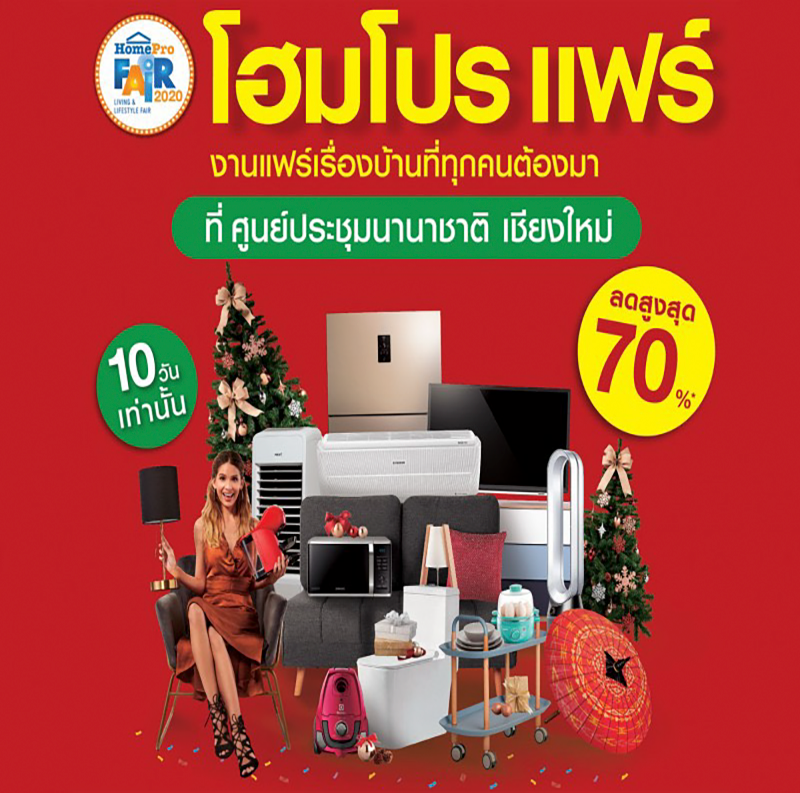 HomePro
FAIR
2020
LIVING &
LIFESTYLE FAIR
โฮมโปร แฟร์
งานแฟร์เรื่องบ้านที่ทุกคนต้องมา
ที่ ศูนย์ประชุมนานาชาติ เชียงใหม่
ลดสูงสุด
70%*
10 วัน
เท่านั้น